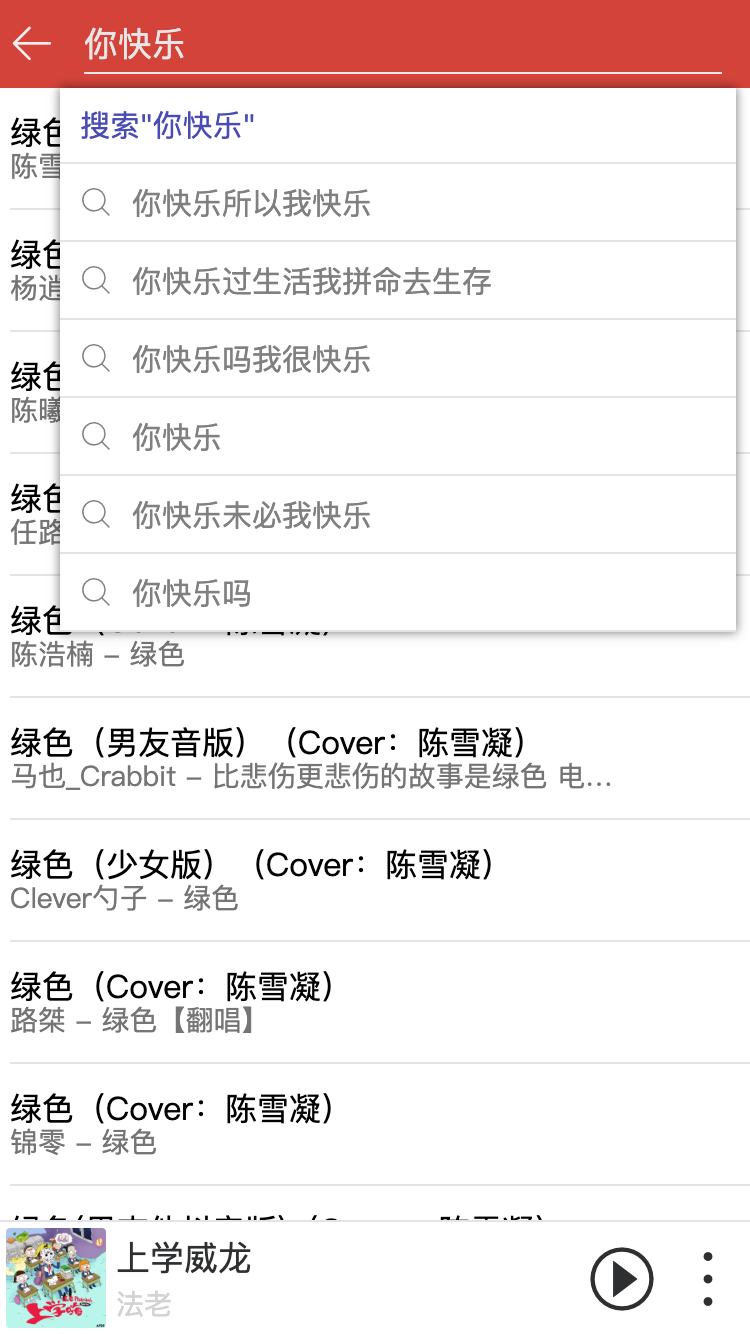 你快乐
搜索"你快乐"
你快乐所以我快乐
你快乐过生活我拼命去生存
你快乐吗我很快乐
你快乐
你快乐未必我快乐
你快乐吗
绿色
陈雪
绿色
杨逍
绿色
陈曦
绿色
任路
绿色
陈浩楠 – 绿色
绿色（男友音版）（Cover：陈雪凝）
马也_Crabbit – 比悲伤更悲伤的故事是绿色 电…
绿色（少女版）（Cover：陈雪凝）
Clever勺子 – 绿色
绿色（Cover：陈雪凝）
路桀 – 绿色【翻唱】
绿色（Cover：陈雪凝）
锦零 – 绿色
上学威龙
法老